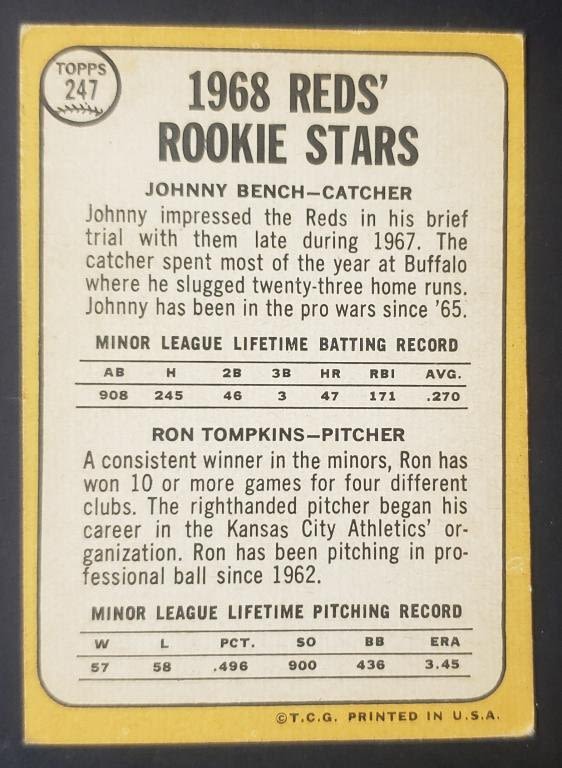 TOPPS
247
1968 REDS'
ROOKIE STARS
JOHNNY BENCH–CATCHER
Johnny impressed the Reds in his brief
trial with them late during 1967. The
catcher spent most of the year at Buffalo
where he slugged twenty-three home runs.
Johnny has been in the pro wars since '65.
MINOR LEAGUE LIFETIME BATTING RECORD
AB H 2B 3B HR RBI AVG.
908 245 46 3 47 171 .270
RON TOMPKINS–PITCHER
A consistent winner in the minors, Ron has
won 10 or more games for four different
clubs. The righthanded pitcher began his
career in the Kansas City Athletics' or-
ganization. Ron has been pitching in pro-
fessional ball since 1962.
MINOR LEAGUE LIFETIME PITCHING RECORD
W L PCT. SO BB ERA
57 58 .496 900 436 3.45
©T.C.G. PRINTED IN U.S.A.